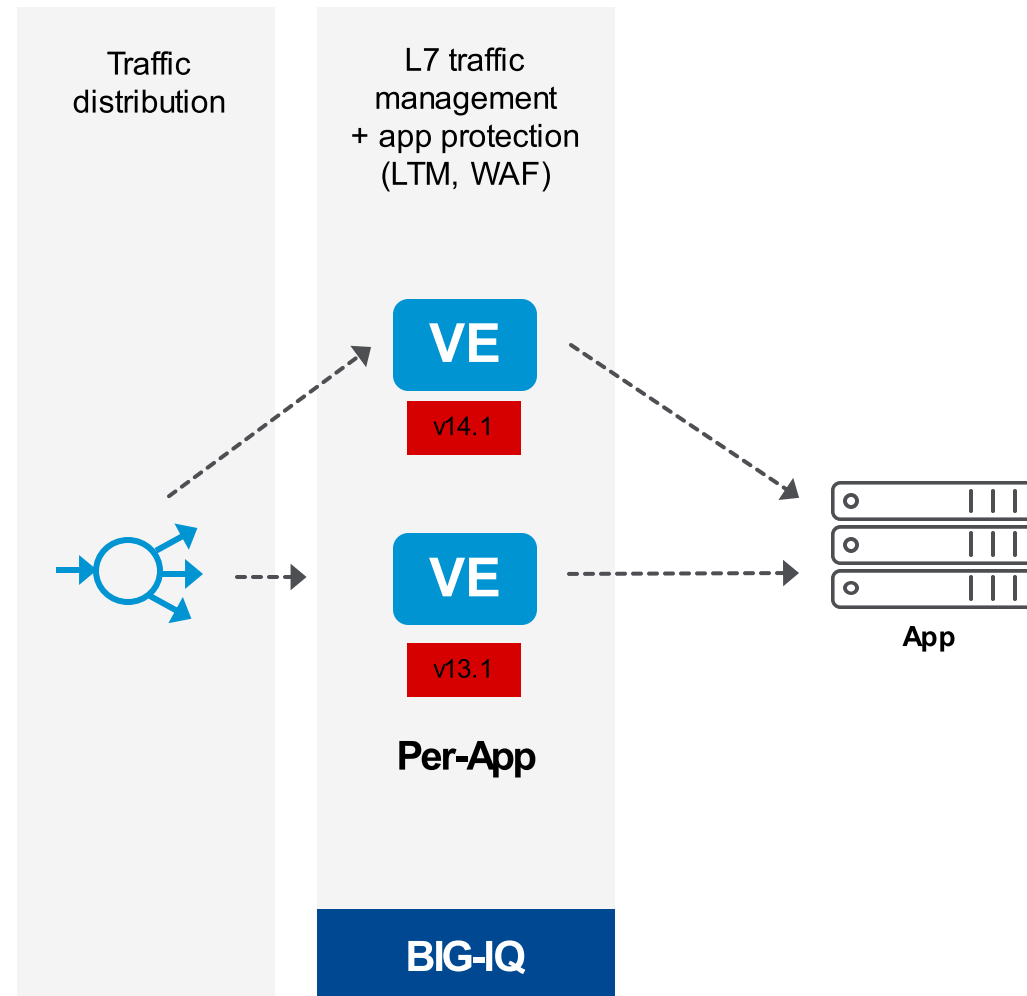 Traffic
distribution
L7 traffic
management
+ app protection
(LTM, WAF)
VE
v14.1
VE
v13.1
Per-App
BIG-IQ
App